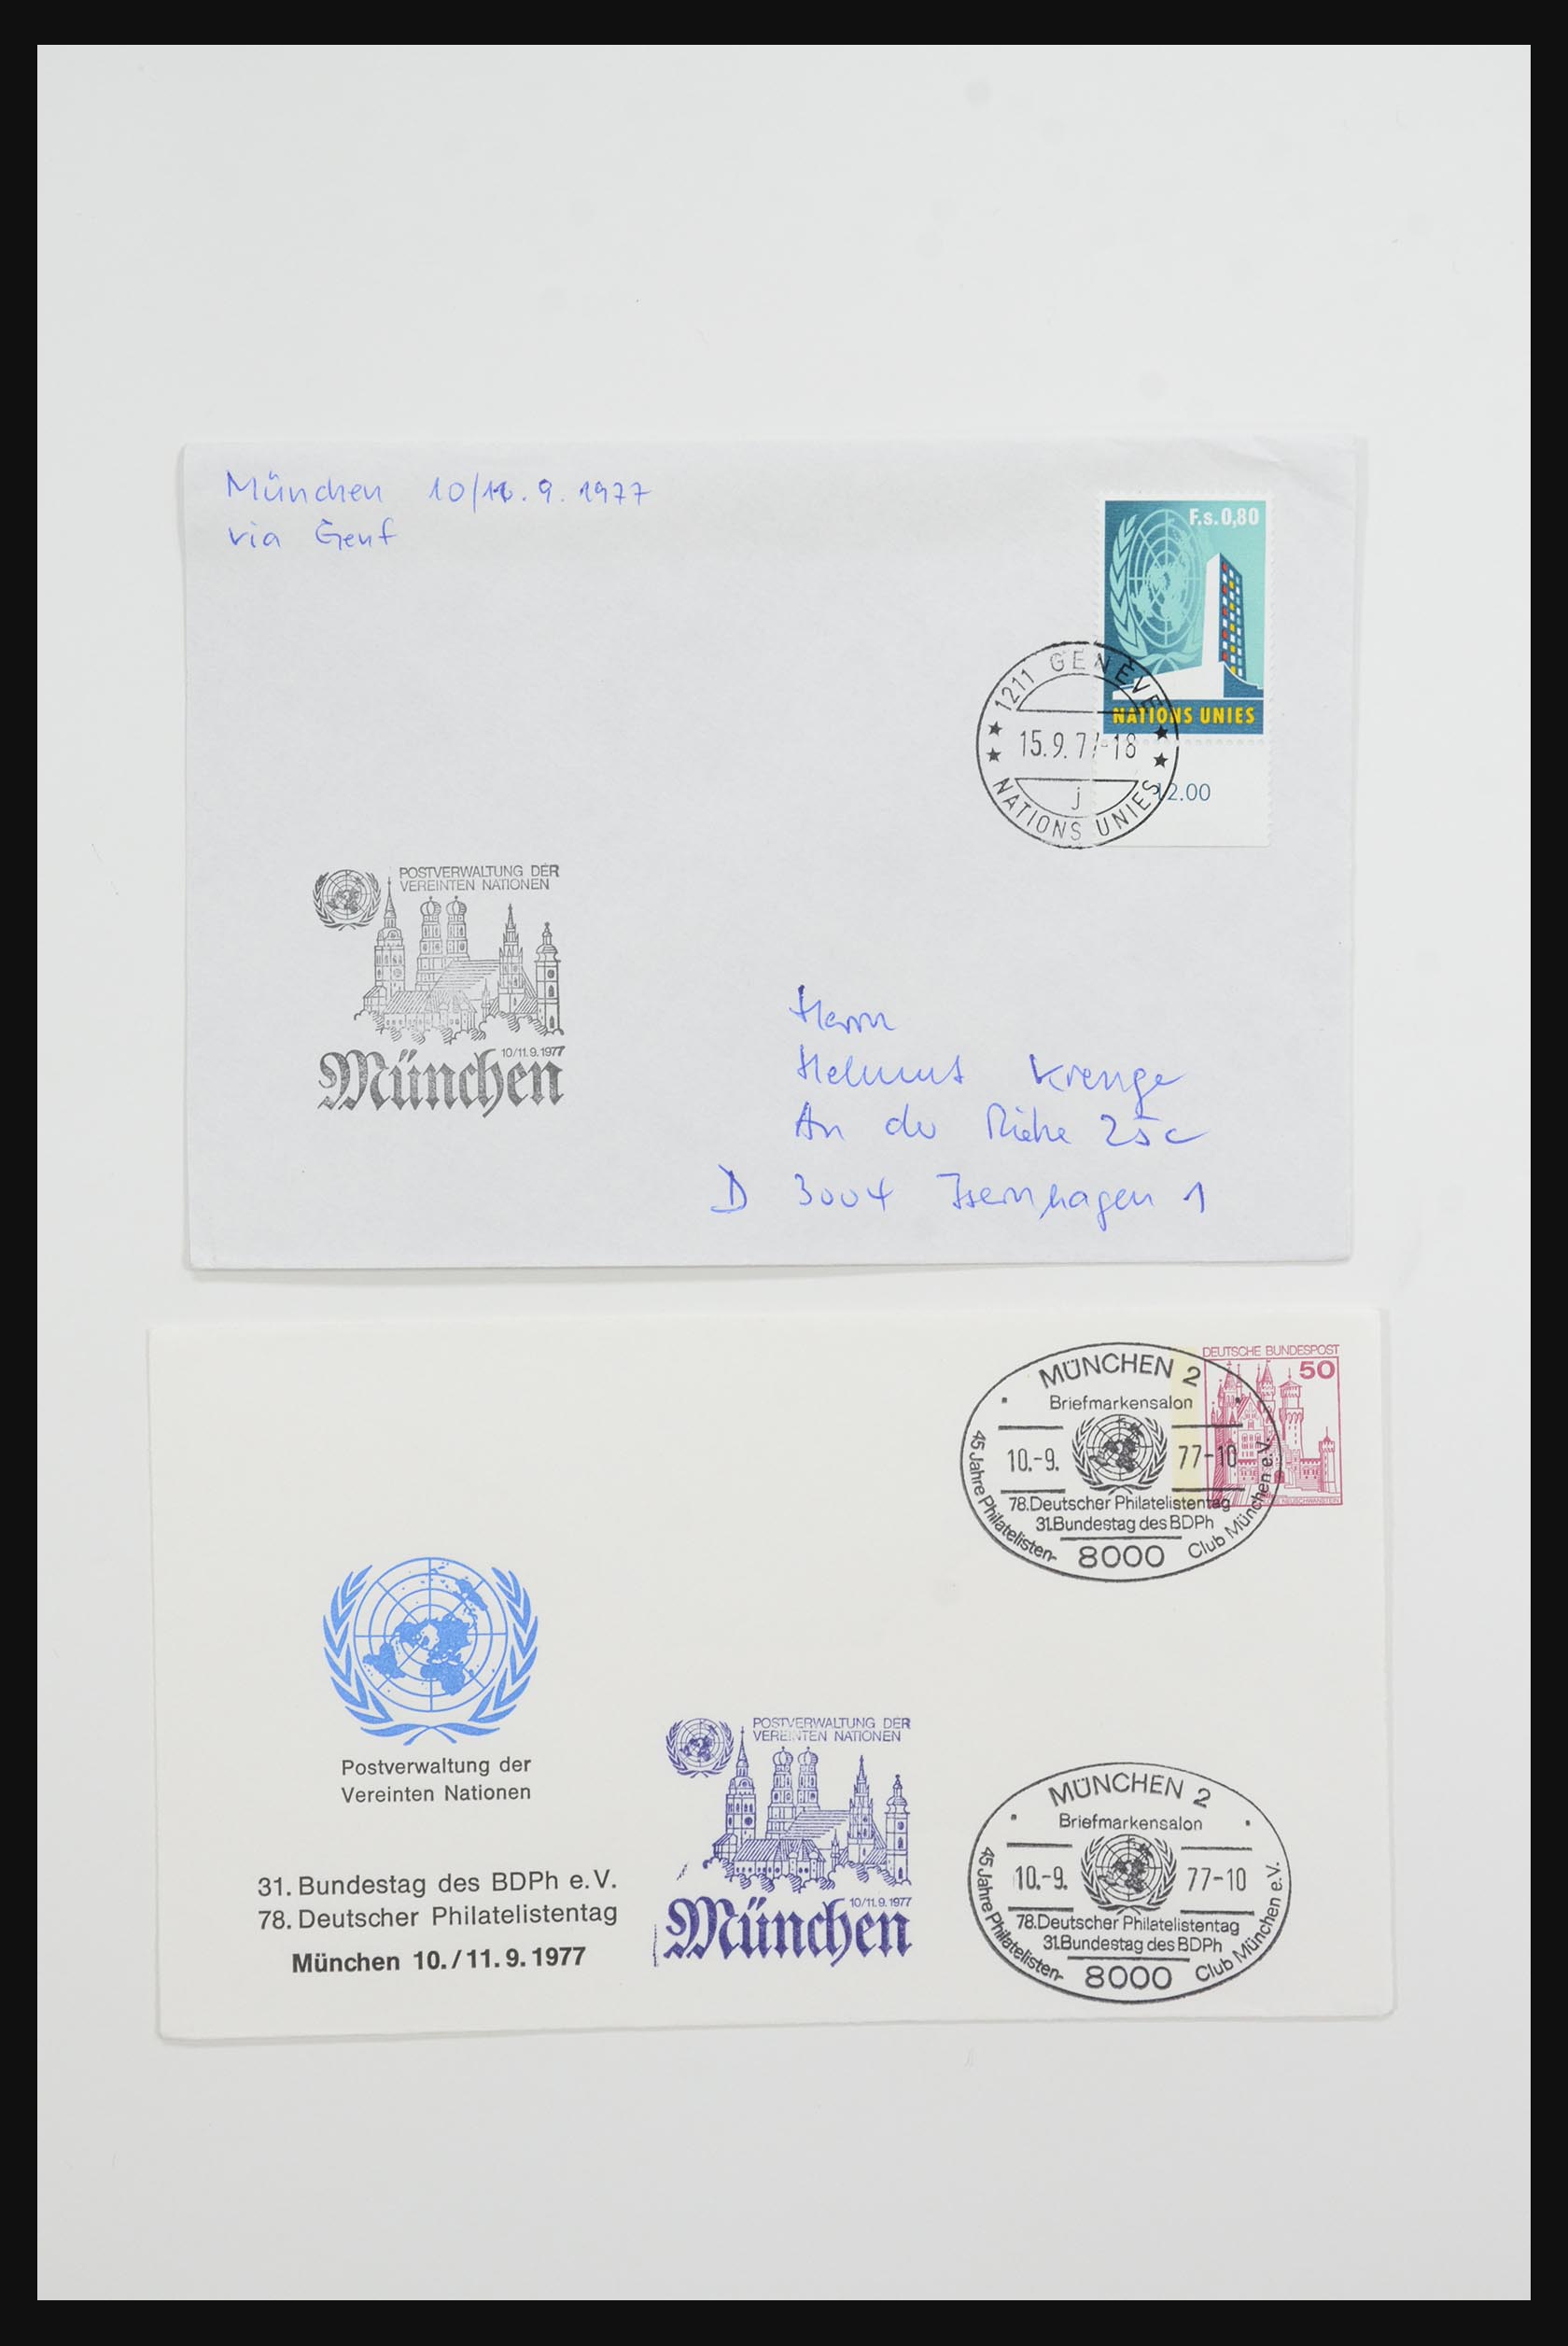 München 10/11.9.1977
via Genf
F.s.0,80
NATIONS UNIES
1211 GENÈVE
15.9.77-18
j
NATIONS UNIES
12.00
POSTVERWALTUNG DER
VEREINTEN NATIONEN
10/11.9.1977
München
Herrn
Helmut Krenge
An der Riehe 25c
D 3004 Isernhagen 1
DEUTSCHE BUNDESPOST
50
MÜNCHEN 2
Briefmarkensalon
10.-9. 77-10
78.Deutscher Philatelistentag
31.Bundestag des BDPh
45 Jahre Philatelisten- Club München e.V.
8000
Postverwaltung der
Vereinten Nationen
31. Bundestag des BDPh e.V.
78. Deutscher Philatelistentag
München 10./11.9.1977
POSTVERWALTUNG DER
VEREINTEN NATIONEN
10/11.9.1977
München
MÜNCHEN 2
Briefmarkensalon
10.-9. 77-10
78.Deutscher Philatelistentag
31.Bundestag des BDPh
45 Jahre Philatelisten- Club München e.V.
8000